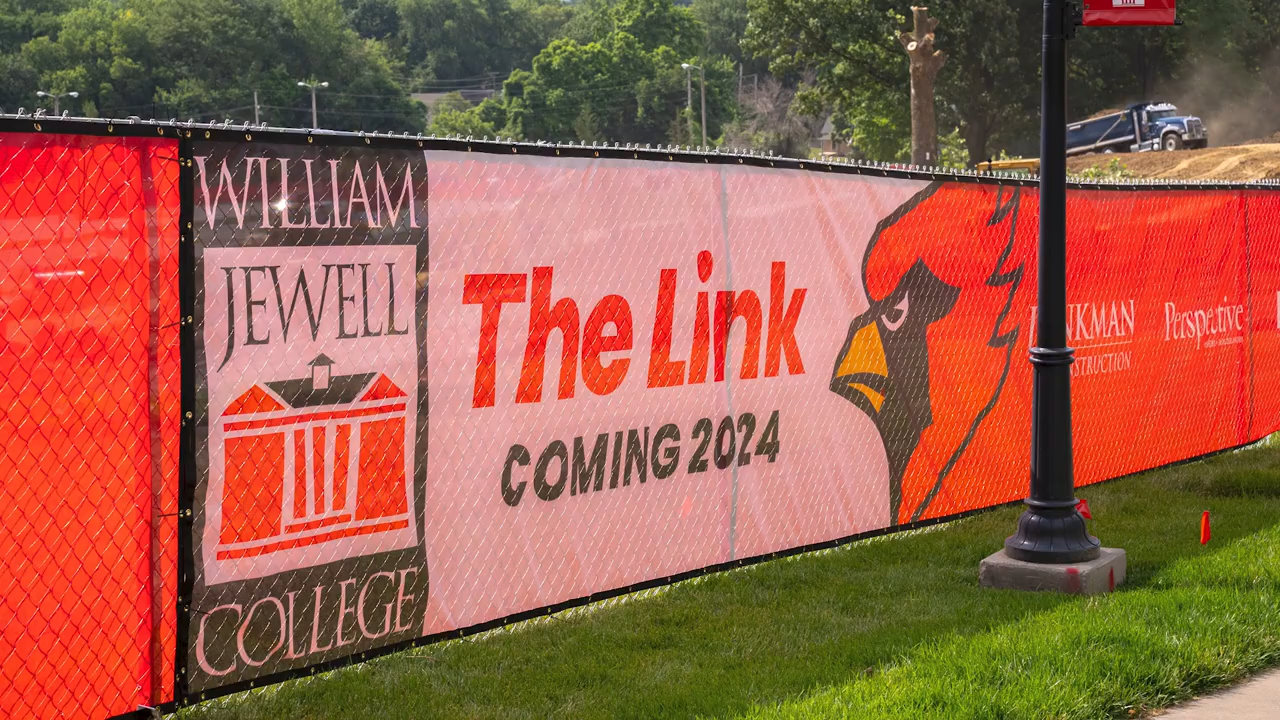 WILLIAM
JEWELL
COLLEGE
The Link
COMING 2024
Perspective